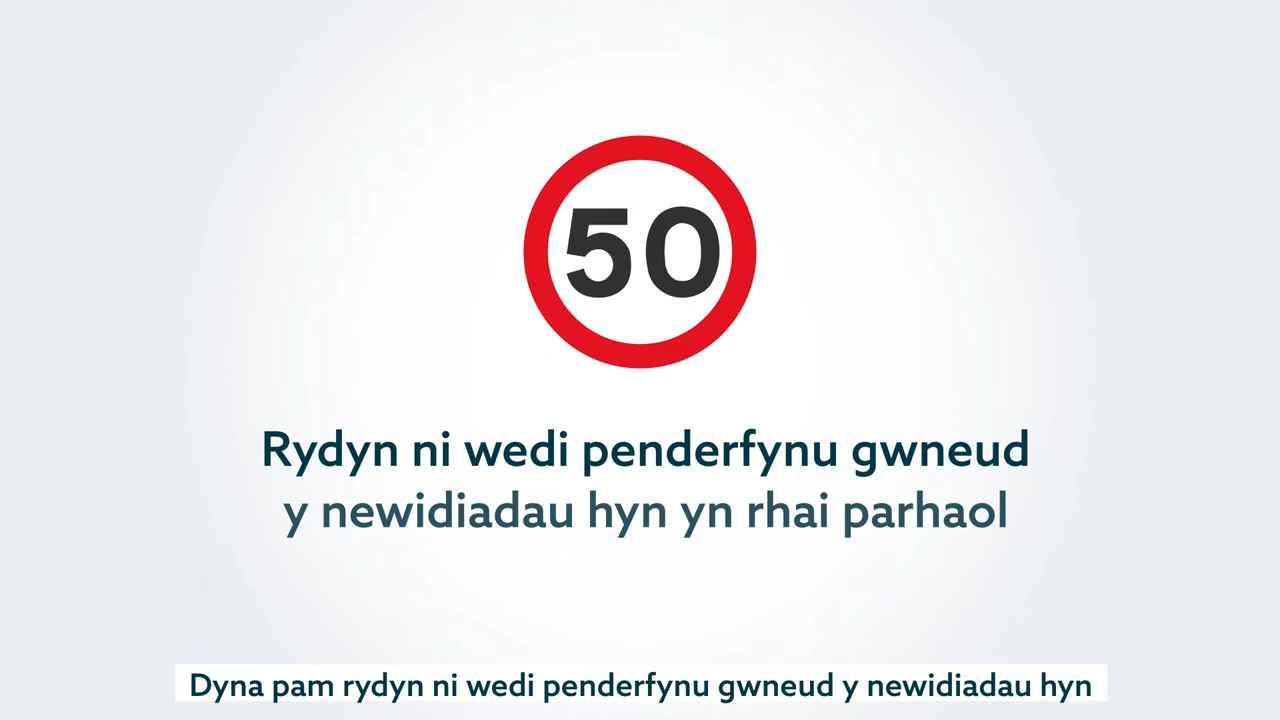 50
Rydyn ni wedi penderfynu gwneud
y newidiadau hyn yn rhai parhaol
Dyna pam rydyn ni wedi penderfynu gwneud y newidiadau hyn